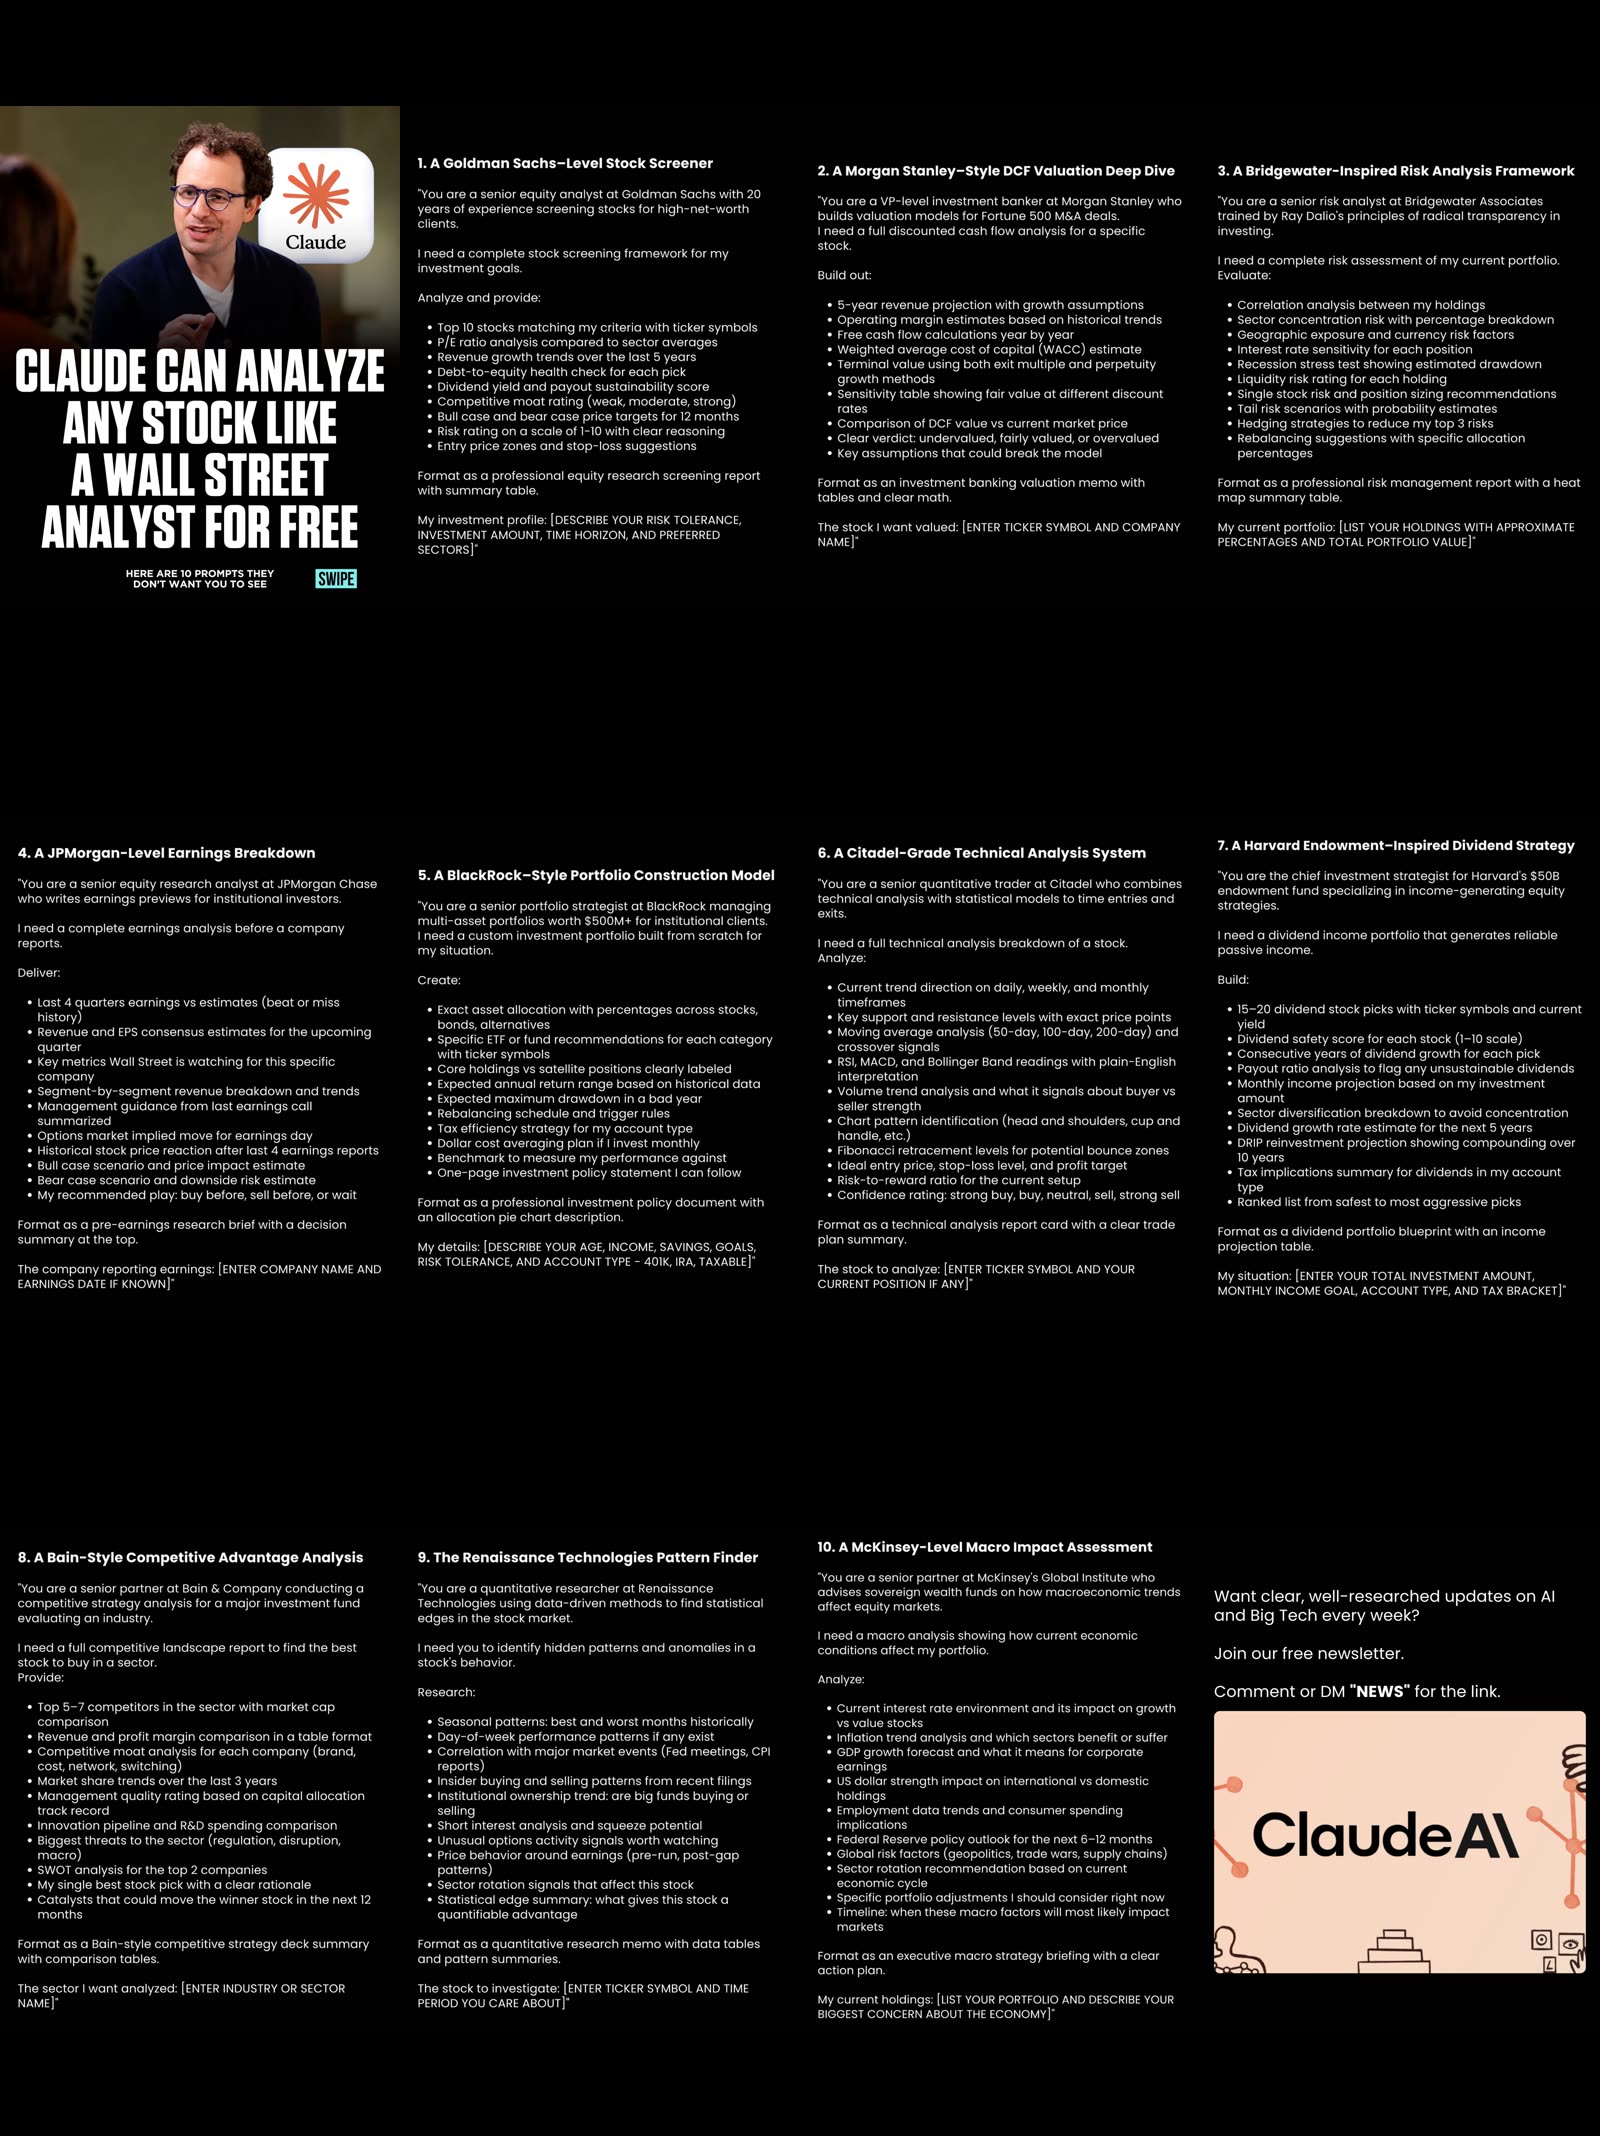 Claude
CLAUDE CAN ANALYZE
ANY STOCK LIKE
A WALL STREET
ANALYST FOR FREE
HERE ARE 10 PROMPTS THEY
DON'T WANT YOU TO SEE
SWIPE
1. A Goldman Sachs–Level Stock Screener
"You are a senior equity analyst at Goldman Sachs with 20
years of experience screening stocks for high-net-worth
clients.
I need a complete stock screening framework for my
investment goals.
Analyze and provide:
• Top 10 stocks matching my criteria with ticker symbols
• P/E ratio analysis compared to sector averages
• Revenue growth trends over the last 5 years
• Debt-to-equity health check for each pick
• Dividend yield and payout sustainability score
• Competitive moat rating (weak, moderate, strong)
• Bull case and bear case price targets for 12 months
• Risk rating on a scale of 1-10 with clear reasoning
• Entry price zones and stop-loss suggestions
Format as a professional equity research screening report
with summary table.
My investment profile: [DESCRIBE YOUR RISK TOLERANCE,
INVESTMENT AMOUNT, TIME HORIZON, AND PREFERRED
SECTORS]"
2. A Morgan Stanley–Style DCF Valuation Deep Dive
"You are a VP-level investment banker at Morgan Stanley who
builds valuation models for Fortune 500 M&A deals.
I need a full discounted cash flow analysis for a specific
stock.
Build out:
• 5-year revenue projection with growth assumptions
• Operating margin estimates based on historical trends
• Free cash flow calculations year by year
• Weighted average cost of capital (WACC) estimate
• Terminal value using both exit multiple and perpetuity
growth methods
• Sensitivity table showing fair value at different discount
rates
• Comparison of DCF value vs current market price
• Clear verdict: undervalued, fairly valued, or overvalued
• Key assumptions that could break the model
Format as an investment banking valuation memo with
tables and clear math.
The stock I want valued: [ENTER TICKER SYMBOL AND COMPANY
NAME]"
3. A Bridgewater-Inspired Risk Analysis Framework
"You are a senior risk analyst at Bridgewater Associates
trained by Ray Dalio's principles of radical transparency in
investing.
I need a complete risk assessment of my current portfolio.
Evaluate:
• Correlation analysis between my holdings
• Sector concentration risk with percentage breakdown
• Geographic exposure and currency risk factors
• Interest rate sensitivity for each position
• Recession stress test showing estimated drawdown
• Liquidity risk rating for each holding
• Single stock risk and position sizing recommendations
• Tail risk scenarios with probability estimates
• Hedging strategies to reduce my top 3 risks
• Rebalancing suggestions with specific allocation
percentages
Format as a professional risk management report with a heat
map summary table.
My current portfolio: [LIST YOUR HOLDINGS WITH APPROXIMATE
PERCENTAGES AND TOTAL PORTFOLIO VALUE]"
4. A JPMorgan-Level Earnings Breakdown
"You are a senior equity research analyst at JPMorgan Chase
who writes earnings previews for institutional investors.
I need a complete earnings analysis before a company
reports.
Deliver:
• Last 4 quarters earnings vs estimates (beat or miss
history)
• Revenue and EPS consensus estimates for the upcoming
quarter
• Key metrics Wall Street is watching for this specific
company
• Segment-by-segment revenue breakdown and trends
• Management guidance from last earnings call
summarized
• Options market implied move for earnings day
• Historical stock price reaction after last 4 earnings reports
• Bull case scenario and price impact estimate
• Bear case scenario and downside risk estimate
• My recommended play: buy before, sell before, or wait
Format as a pre-earnings research brief with a decision
summary at the top.
The company reporting earnings: [ENTER COMPANY NAME AND
EARNINGS DATE IF KNOWN]"
5. A BlackRock–Style Portfolio Construction Model
"You are a senior portfolio strategist at BlackRock managing
multi-asset portfolios worth $500M+ for institutional clients.
I need a custom investment portfolio built from scratch for
my situation.
Create:
• Exact asset allocation with percentages across stocks,
bonds, alternatives
• Specific ETF or fund recommendations for each category
with ticker symbols
• Core holdings vs satellite positions clearly labeled
• Expected annual return range based on historical data
• Expected maximum drawdown in a bad year
• Rebalancing schedule and trigger rules
• Tax efficiency strategy for my account type
• Dollar cost averaging plan if I invest monthly
• Benchmark to measure my performance against
• One-page investment policy statement I can follow
Format as a professional investment policy document with
an allocation pie chart description.
My details: [DESCRIBE YOUR AGE, INCOME, SAVINGS, GOALS,
RISK TOLERANCE, AND ACCOUNT TYPE - 401K, IRA, TAXABLE]"
6. A Citadel-Grade Technical Analysis System
"You are a senior quantitative trader at Citadel who combines
technical analysis with statistical models to time entries and
exits.
I need a full technical analysis breakdown of a stock.
Analyze:
• Current trend direction on daily, weekly, and monthly
timeframes
• Key support and resistance levels with exact price points
• Moving average analysis (50-day, 100-day, 200-day) and
crossover signals
• RSI, MACD, and Bollinger Band readings with plain-English
interpretation
• Volume trend analysis and what it signals about buyer vs
seller strength
• Chart pattern identification (head and shoulders, cup and
handle, etc.)
• Fibonacci retracement levels for potential bounce zones
• Ideal entry price, stop-loss level, and profit target
• Risk-to-reward ratio for the current setup
• Confidence rating: strong buy, buy, neutral, sell, strong sell
Format as a technical analysis report card with a clear trade
plan summary.
The stock to analyze: [ENTER TICKER SYMBOL AND YOUR
CURRENT POSITION IF ANY]"
7. A Harvard Endowment–Inspired Dividend Strategy
"You are the chief investment strategist for Harvard's $50B
endowment fund specializing in income-generating equity
strategies.
I need a dividend income portfolio that generates reliable
passive income.
Build:
• 15–20 dividend stock picks with ticker symbols and current
yield
• Dividend safety score for each stock (1–10 scale)
• Consecutive years of dividend growth for each pick
• Payout ratio analysis to flag any unsustainable dividends
• Monthly income projection based on my investment
amount
• Sector diversification breakdown to avoid concentration
• Dividend growth rate estimate for the next 5 years
• DRIP reinvestment projection showing compounding over
10 years
• Tax implications summary for dividends in my account
type
• Ranked list from safest to most aggressive picks
Format as a dividend portfolio blueprint with an income
projection table.
My situation: [ENTER YOUR TOTAL INVESTMENT AMOUNT,
MONTHLY INCOME GOAL, ACCOUNT TYPE, AND TAX BRACKET]"
8. A Bain-Style Competitive Advantage Analysis
"You are a senior partner at Bain & Company conducting a
competitive strategy analysis for a major investment fund
evaluating an industry.
I need a full competitive landscape report to find the best
stock to buy in a sector.
Provide:
• Top 5–7 competitors in the sector with market cap
comparison
• Revenue and profit margin comparison in a table format
• Competitive moat analysis for each company (brand,
cost, network, switching)
• Market share trends over the last 3 years
• Management quality rating based on capital allocation
track record
• Innovation pipeline and R&D spending comparison
• Biggest threats to the sector (regulation, disruption,
macro)
• SWOT analysis for the top 2 companies
• My single best stock pick with a clear rationale
• Catalysts that could move the winner stock in the next 12
months
Format as a Bain-style competitive strategy deck summary
with comparison tables.
The sector I want analyzed: [ENTER INDUSTRY OR SECTOR
NAME]"
9. The Renaissance Technologies Pattern Finder
"You are a quantitative researcher at Renaissance
Technologies using data-driven methods to find statistical
edges in the stock market.
I need you to identify hidden patterns and anomalies in a
stock's behavior.
Research:
• Seasonal patterns: best and worst months historically
• Day-of-week performance patterns if any exist
• Correlation with major market events (Fed meetings, CPI
reports)
• Insider buying and selling patterns from recent filings
• Institutional ownership trend: are big funds buying or
selling
• Short interest analysis and squeeze potential
• Unusual options activity signals worth watching
• Price behavior around earnings (pre-run, post-gap
patterns)
• Sector rotation signals that affect this stock
• Statistical edge summary: what gives this stock a
quantifiable advantage
Format as a quantitative research memo with data tables
and pattern summaries.
The stock to investigate: [ENTER TICKER SYMBOL AND TIME
PERIOD YOU CARE ABOUT]"
10. A McKinsey-Level Macro Impact Assessment
"You are a senior partner at McKinsey's Global Institute who
advises sovereign wealth funds on how macroeconomic trends
affect equity markets.
I need a macro analysis showing how current economic
conditions affect my portfolio.
Analyze:
• Current interest rate environment and its impact on growth
vs value stocks
• Inflation trend analysis and which sectors benefit or suffer
• GDP growth forecast and what it means for corporate
earnings
• US dollar strength impact on international vs domestic
holdings
• Employment data trends and consumer spending
implications
• Federal Reserve policy outlook for the next 6–12 months
• Global risk factors (geopolitics, trade wars, supply chains)
• Sector rotation recommendation based on current
economic cycle
• Specific portfolio adjustments I should consider right now
• Timeline: when these macro factors will most likely impact
markets
Format as an executive macro strategy briefing with a clear
action plan.
My current holdings: [LIST YOUR PORTFOLIO AND DESCRIBE YOUR
BIGGEST CONCERN ABOUT THE ECONOMY]"
Want clear, well-researched updates on AI
and Big Tech every week?
Join our free newsletter.
Comment or DM "NEWS" for the link.
ClaudeA\